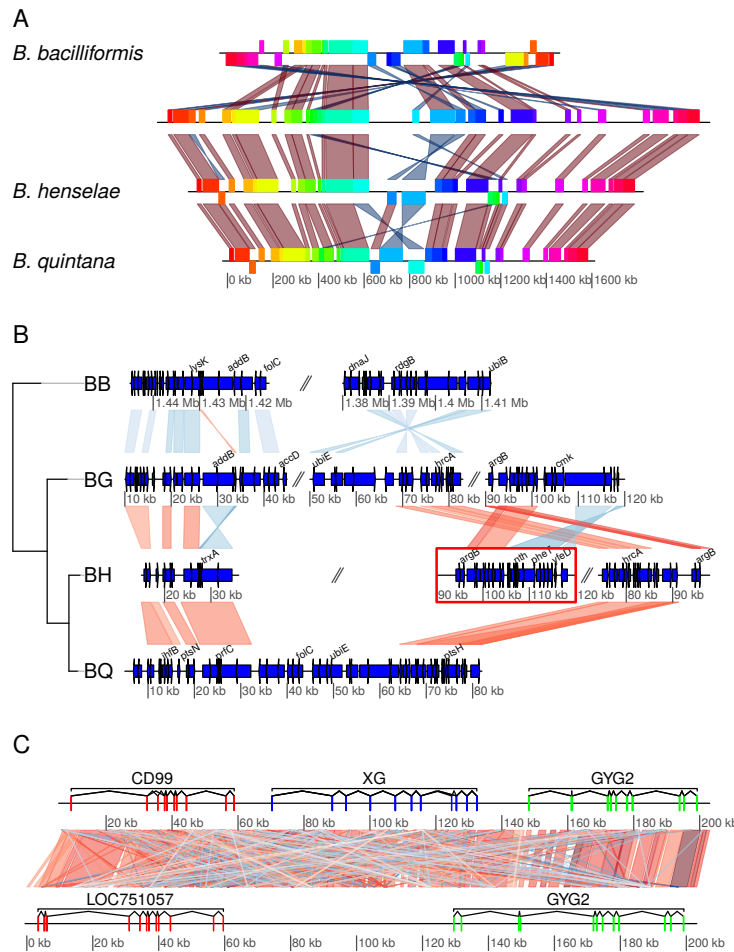 A
B. bacilliformis
B. henselae
B. quintana
0 kb 200 kb 400 kb 600 kb 800 kb 1000 kb 1200 kb 1400 kb 1600 kb
B
lysK addB folC dnaJ rdgB ubiB
BB
//
1.44 Mb 1.43 Mb 1.42 Mb 1.38 Mb 1.39 Mb 1.4 Mb 1.41 Mb
addB accD ubiE hrcA argB cmk
BG
// //
10 kb 20 kb 30 kb 40 kb 50 kb 60 kb 70 kb 80 kb 90 kb 100 kb 110 kb 120 kb
trxA argB nth pheT yfeD hrcA argB
BH
// //
20 kb 30 kb 90 kb 100 kb 110 kb 120 kb 80 kb 90 kb
ihfB ptsN prfC folC ubiE ptsH
BQ
10 kb 20 kb 30 kb 40 kb 50 kb 60 kb 70 kb 80 kb
C
CD99 XG GYG2
20 kb 40 kb 60 kb 80 kb 100 kb 120 kb 140 kb 160 kb 180 kb 200 kb
LOC751057 GYG2
0 kb 20 kb 40 kb 60 kb 80 kb 100 kb 120 kb 140 kb 160 kb 180 kb 200 kb